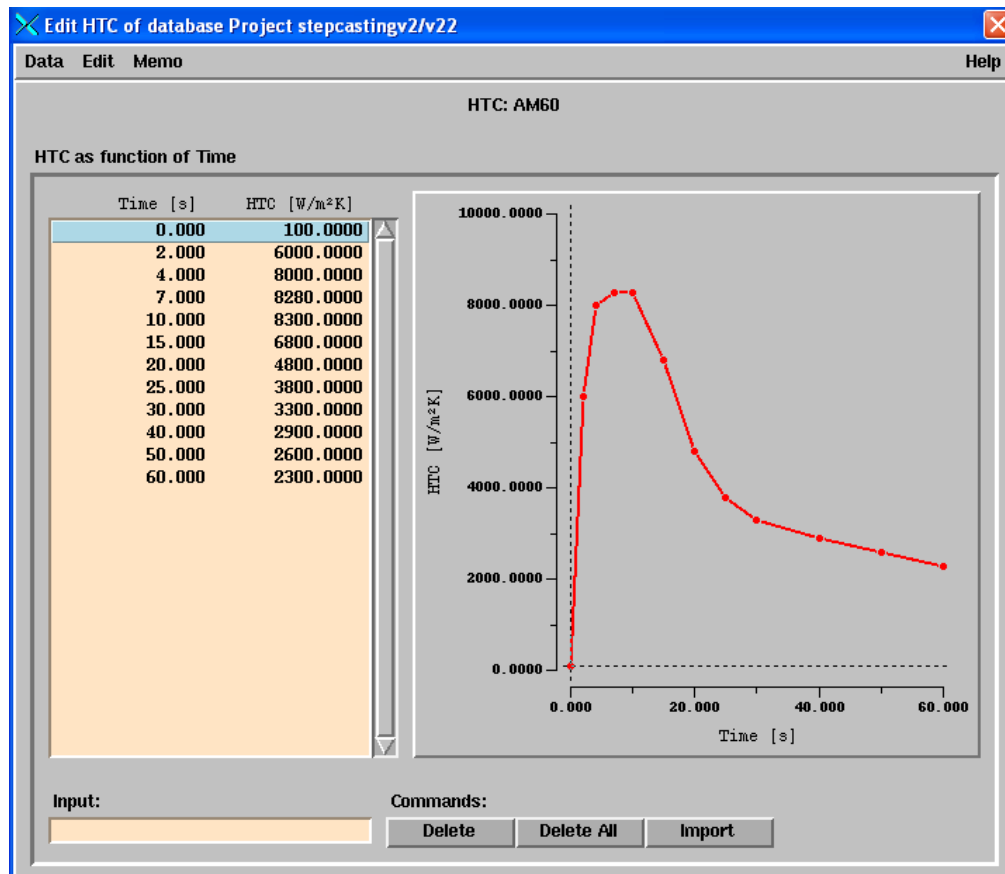 Edit HTC of database Project stepcastingv2/v22
Data Edit Memo Help
HTC: AM60
HTC as function of Time
Time [s] HTC [W/m²K]
0.000 100.0000
2.000 6000.0000
4.000 8000.0000
7.000 8280.0000
10.000 8300.0000
15.000 6800.0000
20.000 4800.0000
25.000 3800.0000
30.000 3300.0000
40.000 2900.0000
50.000 2600.0000
60.000 2300.0000
10000.0000
8000.0000
6000.0000
4000.0000
2000.0000
0.0000
HTC [W/m²K]
0.000 20.000 40.000 60.000
Time [s]
Input: Commands:
Delete Delete All Import